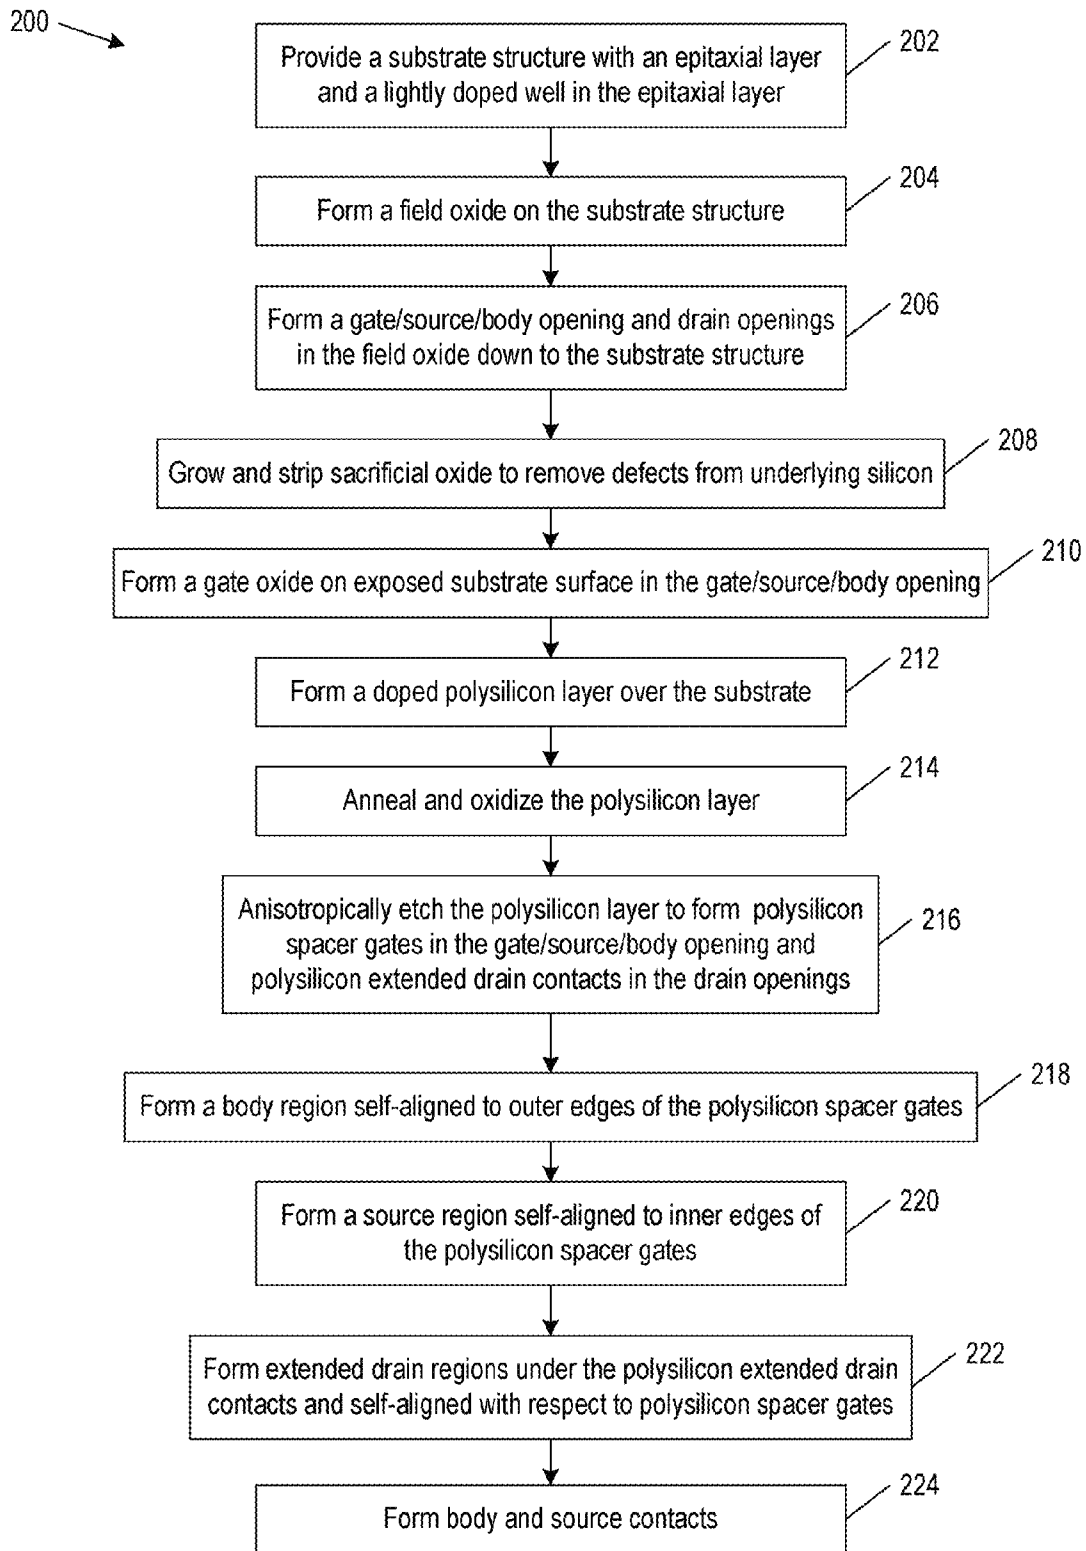 200
202
Provide a substrate structure with an epitaxial layer
and a lightly doped well in the epitaxial layer
204
Form a field oxide on the substrate structure
206
Form a gate/source/body opening and drain openings
in the field oxide down to the substrate structure
208
Grow and strip sacrificial oxide to remove defects from underlying silicon
210
Form a gate oxide on exposed substrate surface in the gate/source/body opening
212
Form a doped polysilicon layer over the substrate
214
Anneal and oxidize the polysilicon layer
216
Anisotropically etch the polysilicon layer to form polysilicon
spacer gates in the gate/source/body opening and
polysilicon extended drain contacts in the drain openings
218
Form a body region self-aligned to outer edges of the polysilicon spacer gates
220
Form a source region self-aligned to inner edges of
the polysilicon spacer gates
222
Form extended drain regions under the polysilicon extended drain
contacts and self-aligned with respect to polysilicon spacer gates
224
Form body and source contacts